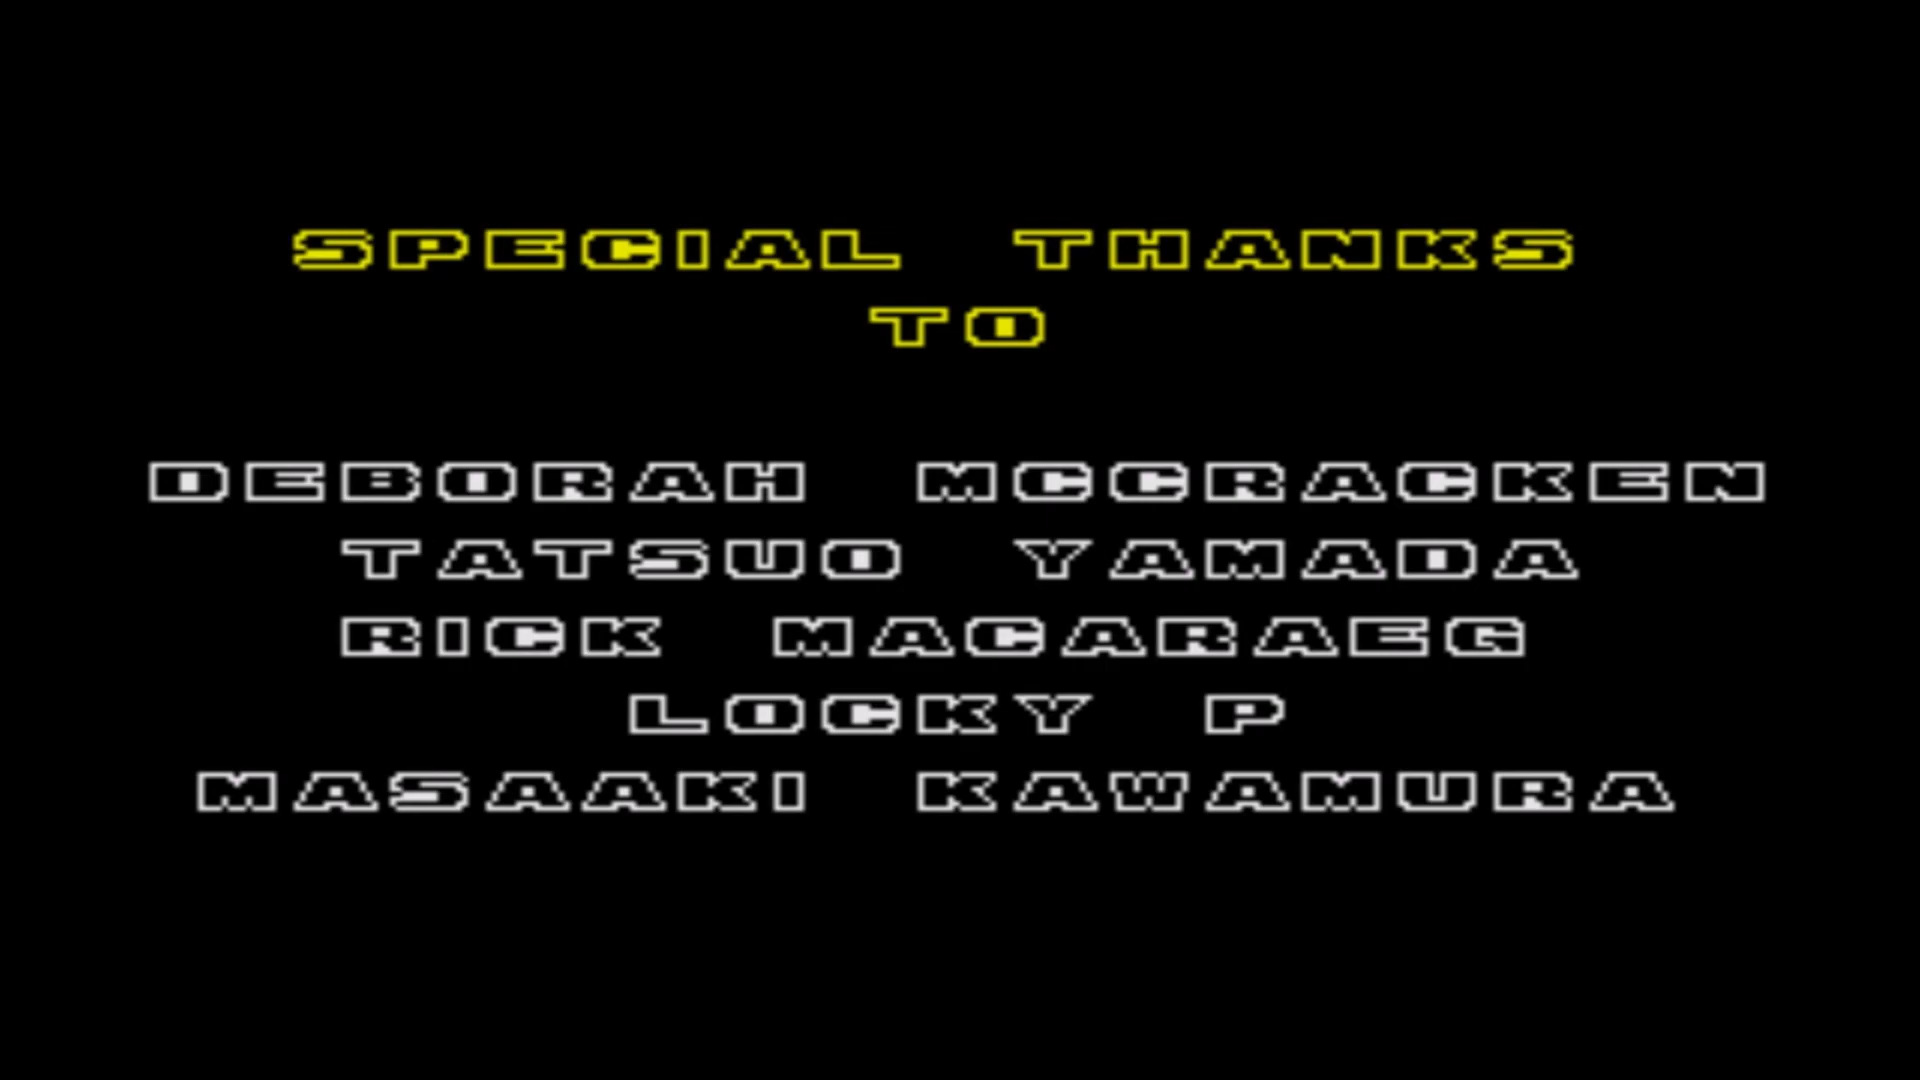 SPECIAL THANKS
TO
DEBORAH MCCRACKEN
TATSUO YAMADA
RICK MACARAEG
LOCKY P
MASAAKI KAWAMURA